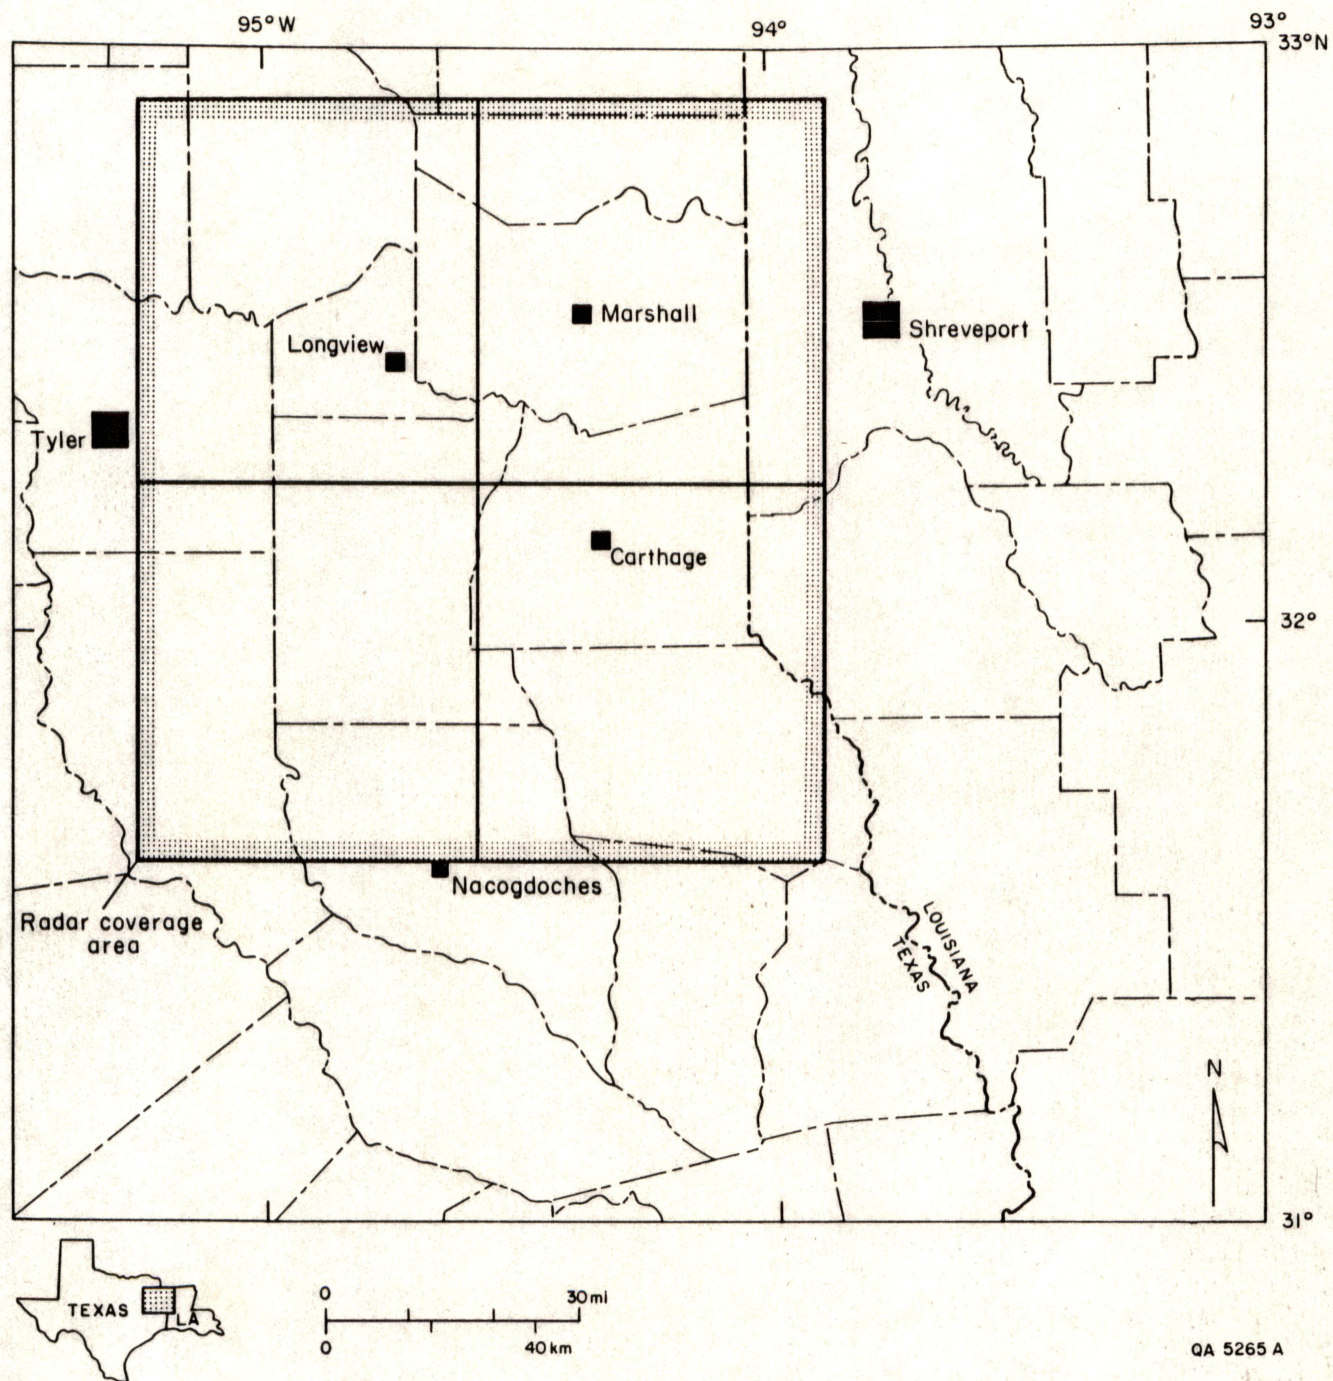 95° W
94°
93°
33° N
Marshall
Shreveport
Longview
Tyler
Carthage
32°
Nacogdoches
Radar coverage
area
LOUISIANA
TEXAS
N
31°
TEXAS
LA
0
30 mi
0
40 km
QA 5265 A